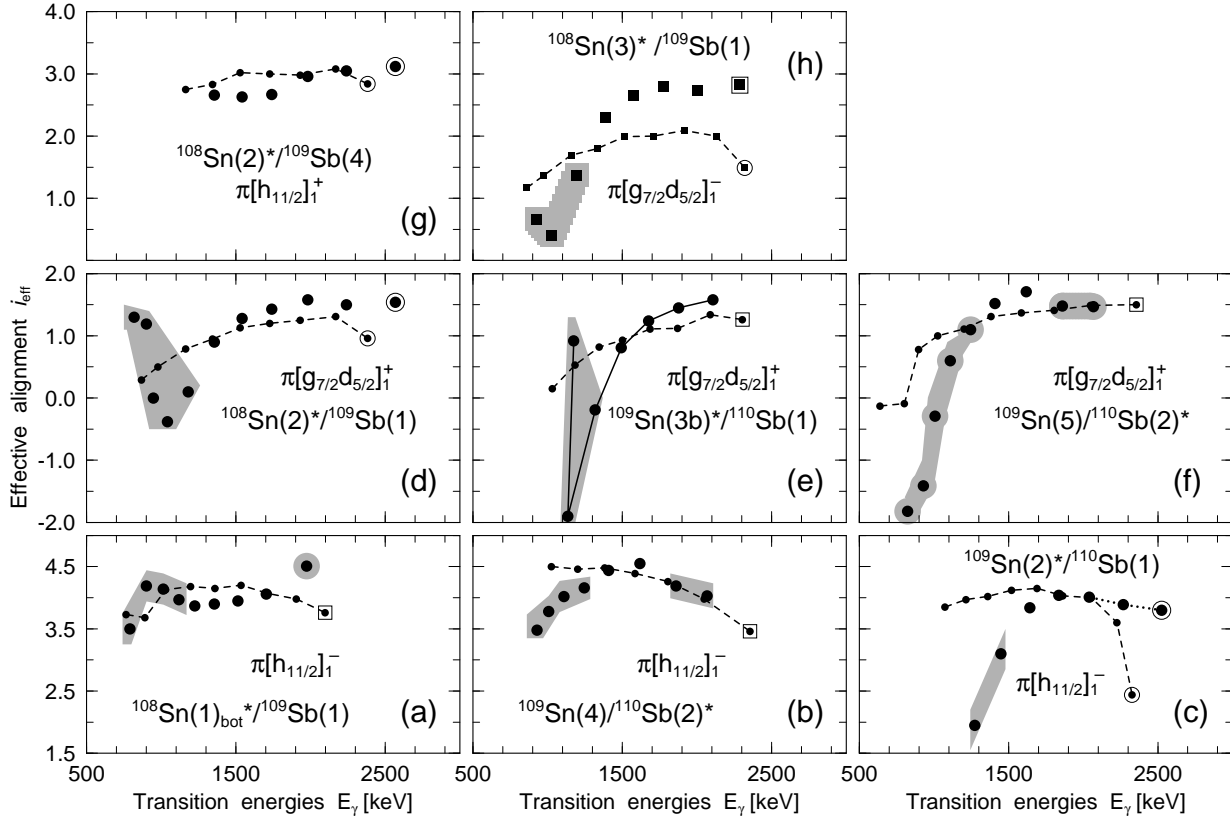 4.0
3.0
2.0
1.0
¹⁰⁸Sn(2)*/¹⁰⁹Sb(4)
π[h₁₁/₂]₁⁺
(g)
¹⁰⁸Sn(3)* /¹⁰⁹Sb(1)
(h)
π[g₇/₂d₅/₂]₁⁻
Effective alignment i_eff
2.0
1.0
0.0
-1.0
-2.0
π[g₇/₂d₅/₂]₁⁺
¹⁰⁸Sn(2)*/¹⁰⁹Sb(1)
(d)
π[g₇/₂d₅/₂]₁⁺
¹⁰⁹Sn(3b)*/¹¹⁰Sb(1)
(e)
π[g₇/₂d₅/₂]₁⁺
¹⁰⁹Sn(5)/¹¹⁰Sb(2)*
(f)
4.5
3.5
2.5
1.5
π[h₁₁/₂]₁⁻
¹⁰⁸Sn(1)_bot*/¹⁰⁹Sb(1)
(a)
π[h₁₁/₂]₁⁻
¹⁰⁹Sn(4)/¹¹⁰Sb(2)*
(b)
¹⁰⁹Sn(2)*/¹¹⁰Sb(1)
π[h₁₁/₂]₁⁻
(c)
500 1500 2500
500 1500 2500
500 1500 2500
Transition energies E_γ [keV]
Transition energies E_γ [keV]
Transition energies E_γ [keV]